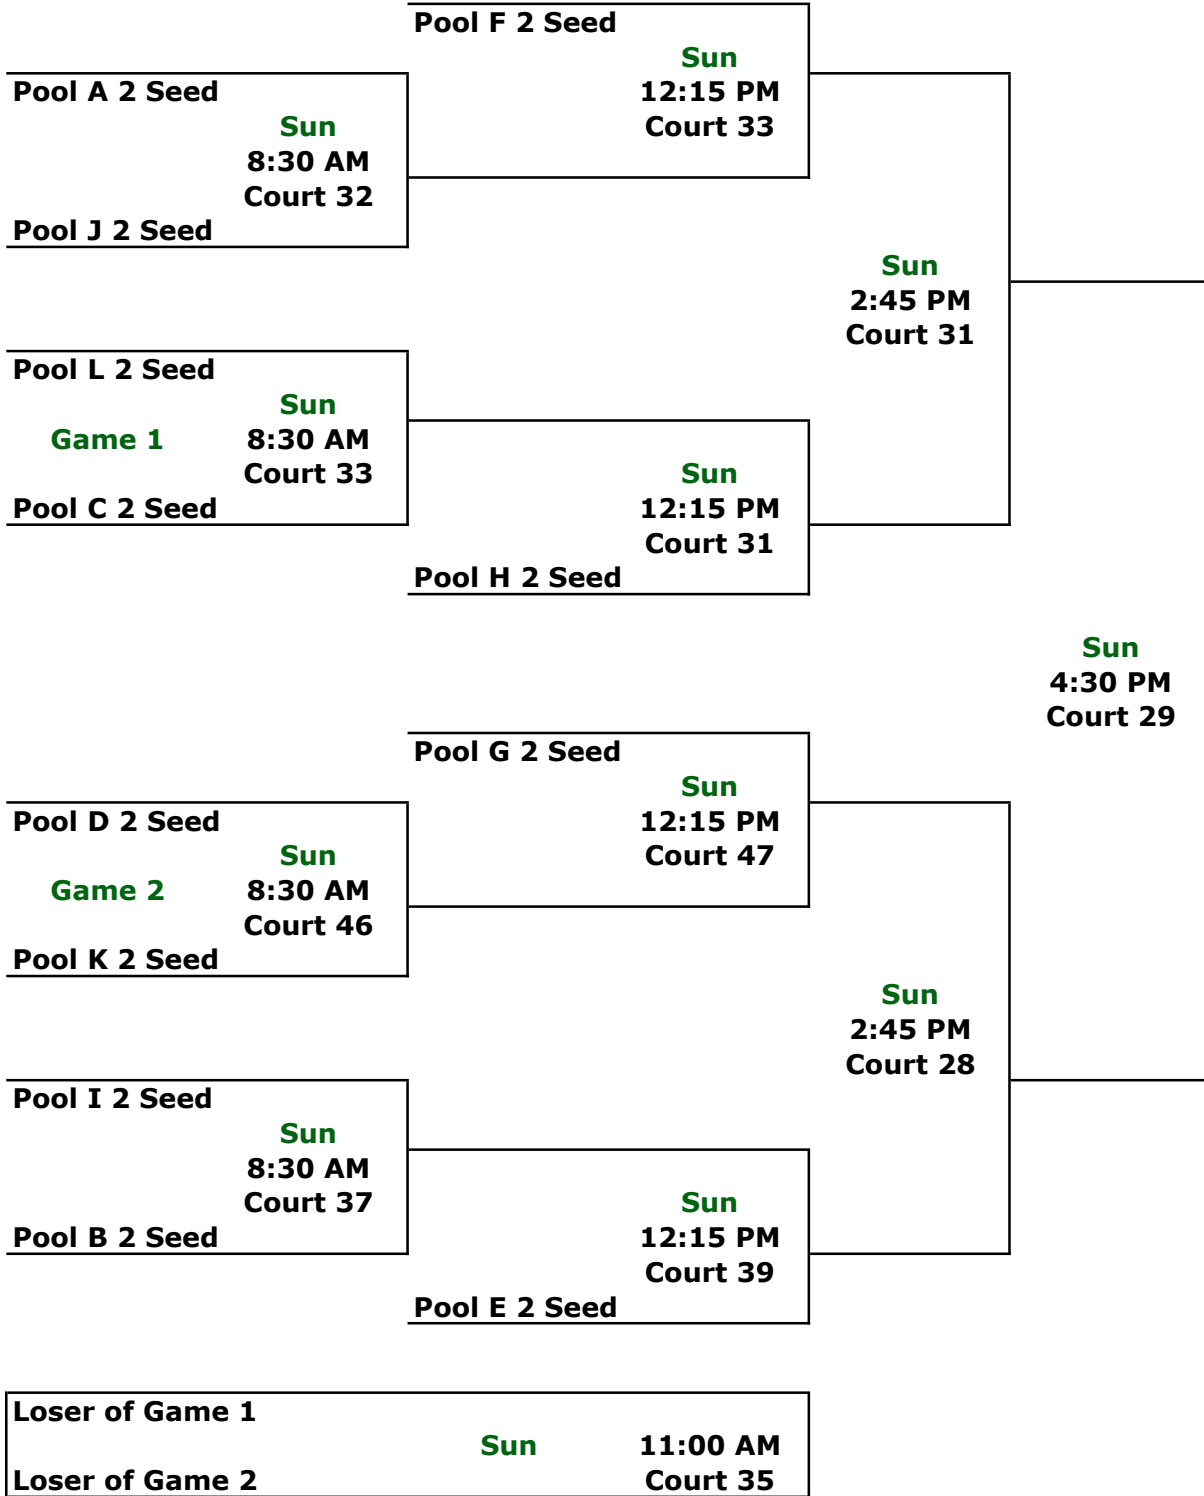 Pool F 2 Seed
Sun
12:15 PM
Court 33
Pool A 2 Seed
Sun
8:30 AM
Court 32
Pool J 2 Seed
Sun
2:45 PM
Court 31
Pool L 2 Seed
Sun
Game 1 8:30 AM
Court 33
Pool C 2 Seed
Sun
12:15 PM
Court 31
Pool H 2 Seed
Sun
4:30 PM
Court 29
Pool G 2 Seed
Sun
12:15 PM
Court 47
Pool D 2 Seed
Sun
Game 2 8:30 AM
Court 46
Pool K 2 Seed
Sun
2:45 PM
Court 28
Pool I 2 Seed
Sun
8:30 AM
Court 37
Pool B 2 Seed
Sun
12:15 PM
Court 39
Pool E 2 Seed
Loser of Game 1
Sun 11:00 AM
Loser of Game 2 Court 35